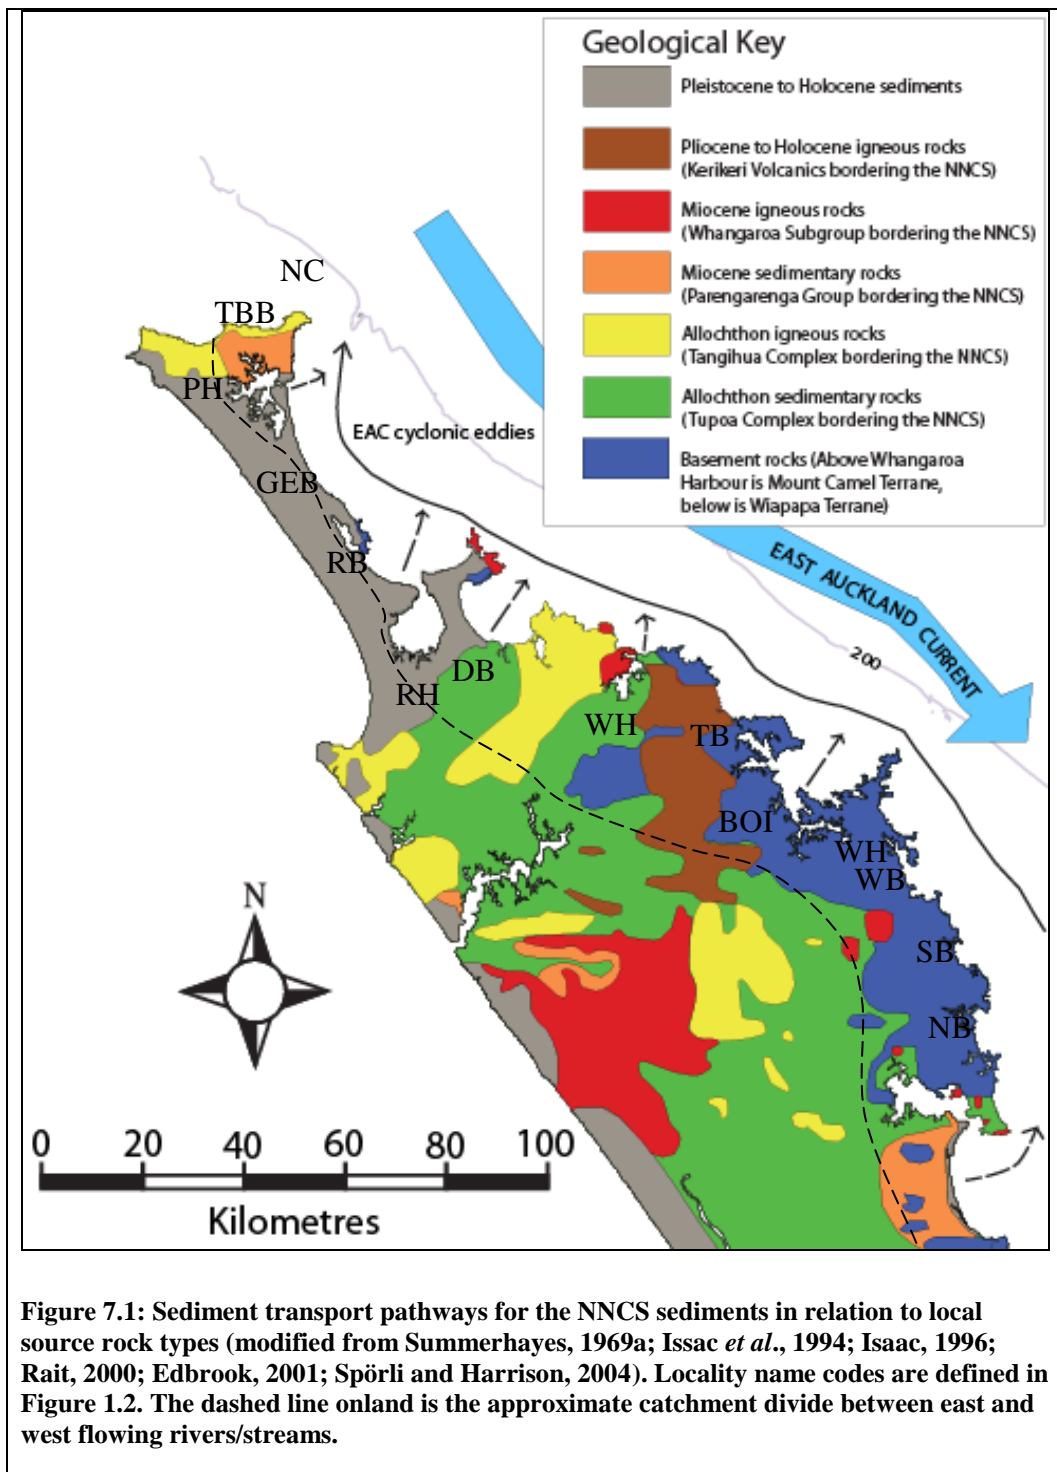 Geological Key
Pleistocene to Holocene sediments
Pliocene to Holocene igneous rocks
(Kerikeri Volcanics bordering the NNCS)
Miocene igneous rocks
(Whangaroa Subgroup bordering the NNCS)
Miocene sedimentary rocks
(Parengarenga Group bordering the NNCS)
Allochthon igneous rocks
(Tangihua Complex bordering the NNCS)
Allochthon sedimentary rocks
(Tupoa Complex bordering the NNCS)
Basement rocks (Above Whangaroa
Harbour is Mount Camel Terrane,
below is Wiapapa Terrane)
NC
TBB
PH
EAC cyclonic eddies
GEB
RB
EAST AUCKLAND CURRENT
200
DB
RH
WH
TB
BOI
WH
WB
N
SB
NB
0 20 40 60 80 100
Kilometres
Figure 7.1: Sediment transport pathways for the NNCS sediments in relation to local
source rock types (modified from Summerhayes, 1969a; Issac et al., 1994; Isaac, 1996;
Rait, 2000; Edbrook, 2001; Spörli and Harrison, 2004). Locality name codes are defined in
Figure 1.2. The dashed line onland is the approximate catchment divide between east and
west flowing rivers/streams.